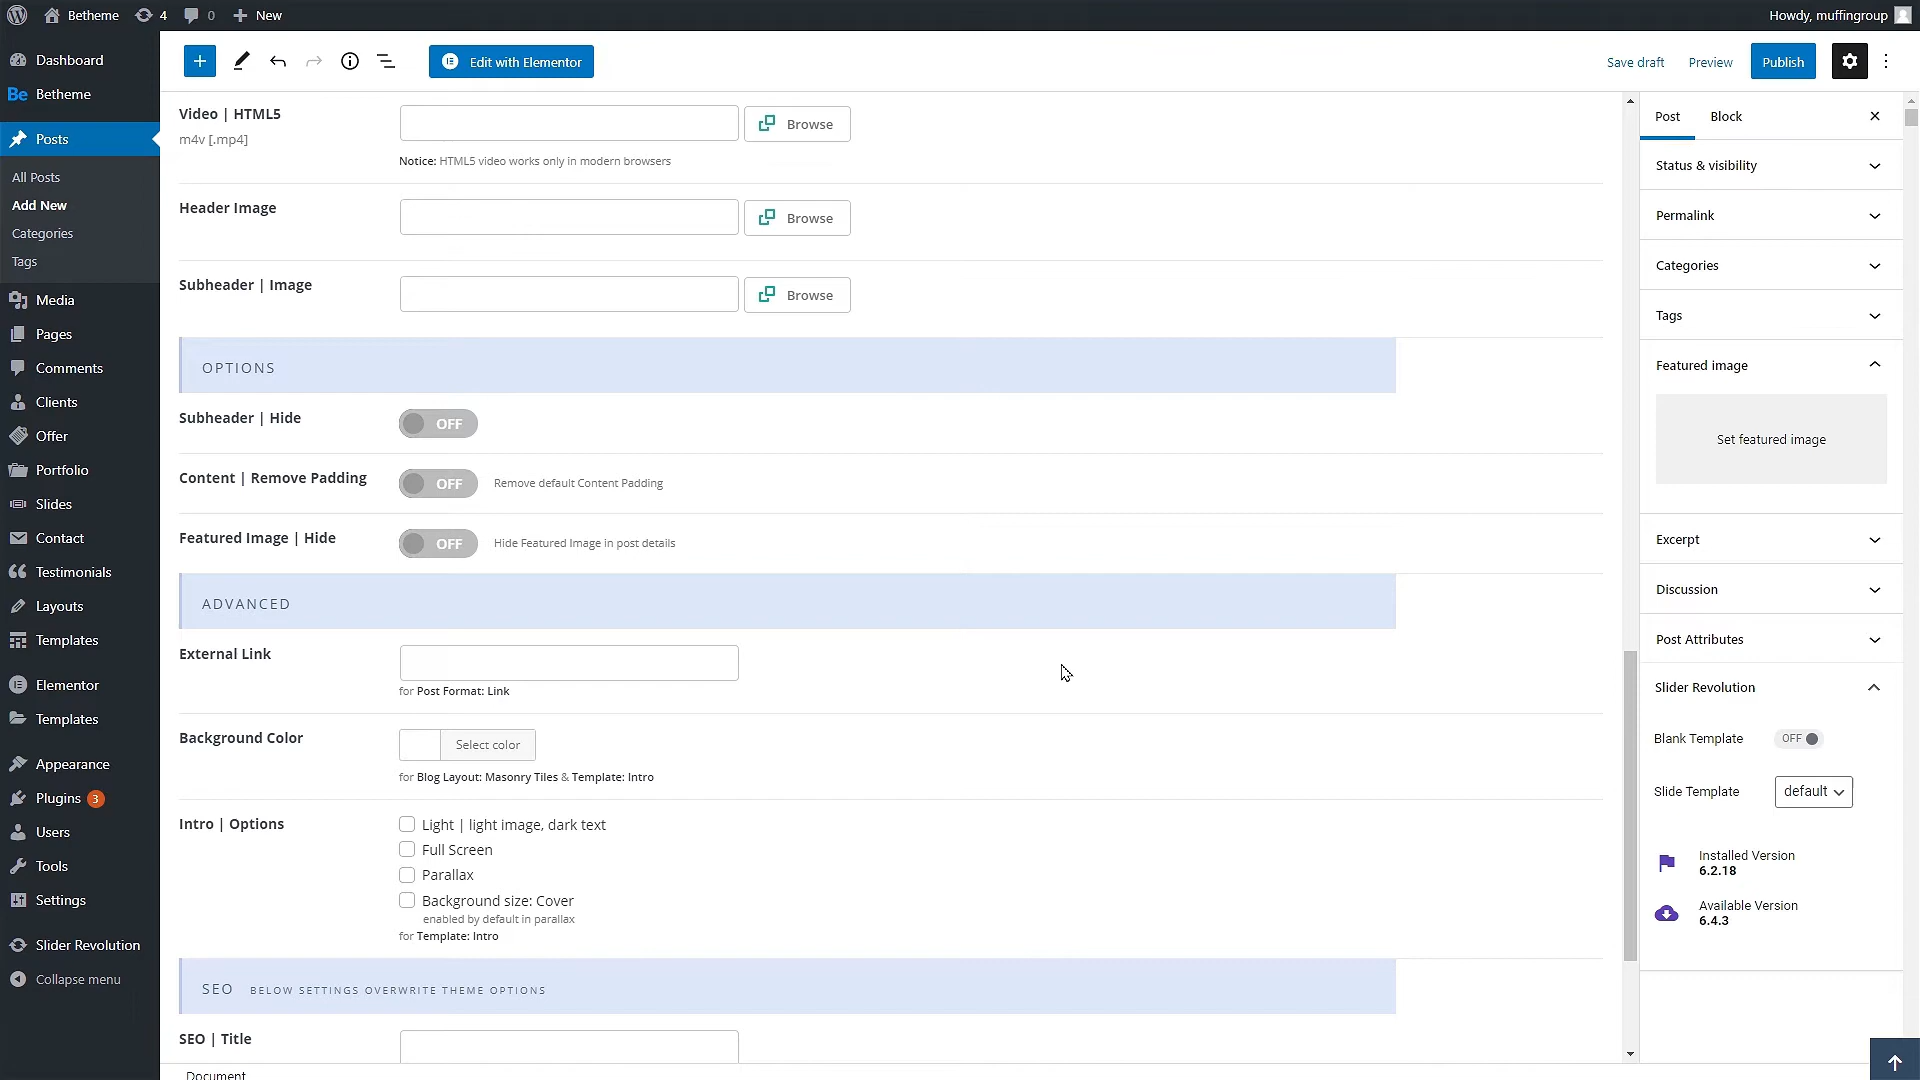 Betheme
4
0
New
Howdy, muffingroup
Dashboard
Be Betheme
Posts
All Posts
Add New
Categories
Tags
Media
Pages
Comments
Clients
Offer
Portfolio
Slides
Contact
Testimonials
Layouts
Templates
Elementor
Templates
Appearance
Plugins 3
Users
Tools
Settings
Slider Revolution
Collapse menu
Edit with Elementor
Save draft
Preview
Publish
Video | HTML5
m4v [.mp4]
Browse
Notice: HTML5 video works only in modern browsers
Header Image
Browse
Subheader | Image
Browse
OPTIONS
Subheader | Hide
OFF
Content | Remove Padding
OFF
Remove default Content Padding
Featured Image | Hide
OFF
Hide Featured Image in post details
ADVANCED
External Link
for Post Format: Link
Background Color
Select color
for Blog Layout: Masonry Tiles & Template: Intro
Intro | Options
Light | light image, dark text
Full Screen
Parallax
Background size: Cover
enabled by default in parallax
for Template: Intro
SEO BELOW SETTINGS OVERWRITE THEME OPTIONS
SEO | Title
Document
Post
Block
Status & visibility
Permalink
Categories
Tags
Featured image
Set featured image
Excerpt
Discussion
Post Attributes
Slider Revolution
Blank Template
OFF
Slide Template
default
Installed Version
6.2.18
Available Version
6.4.3